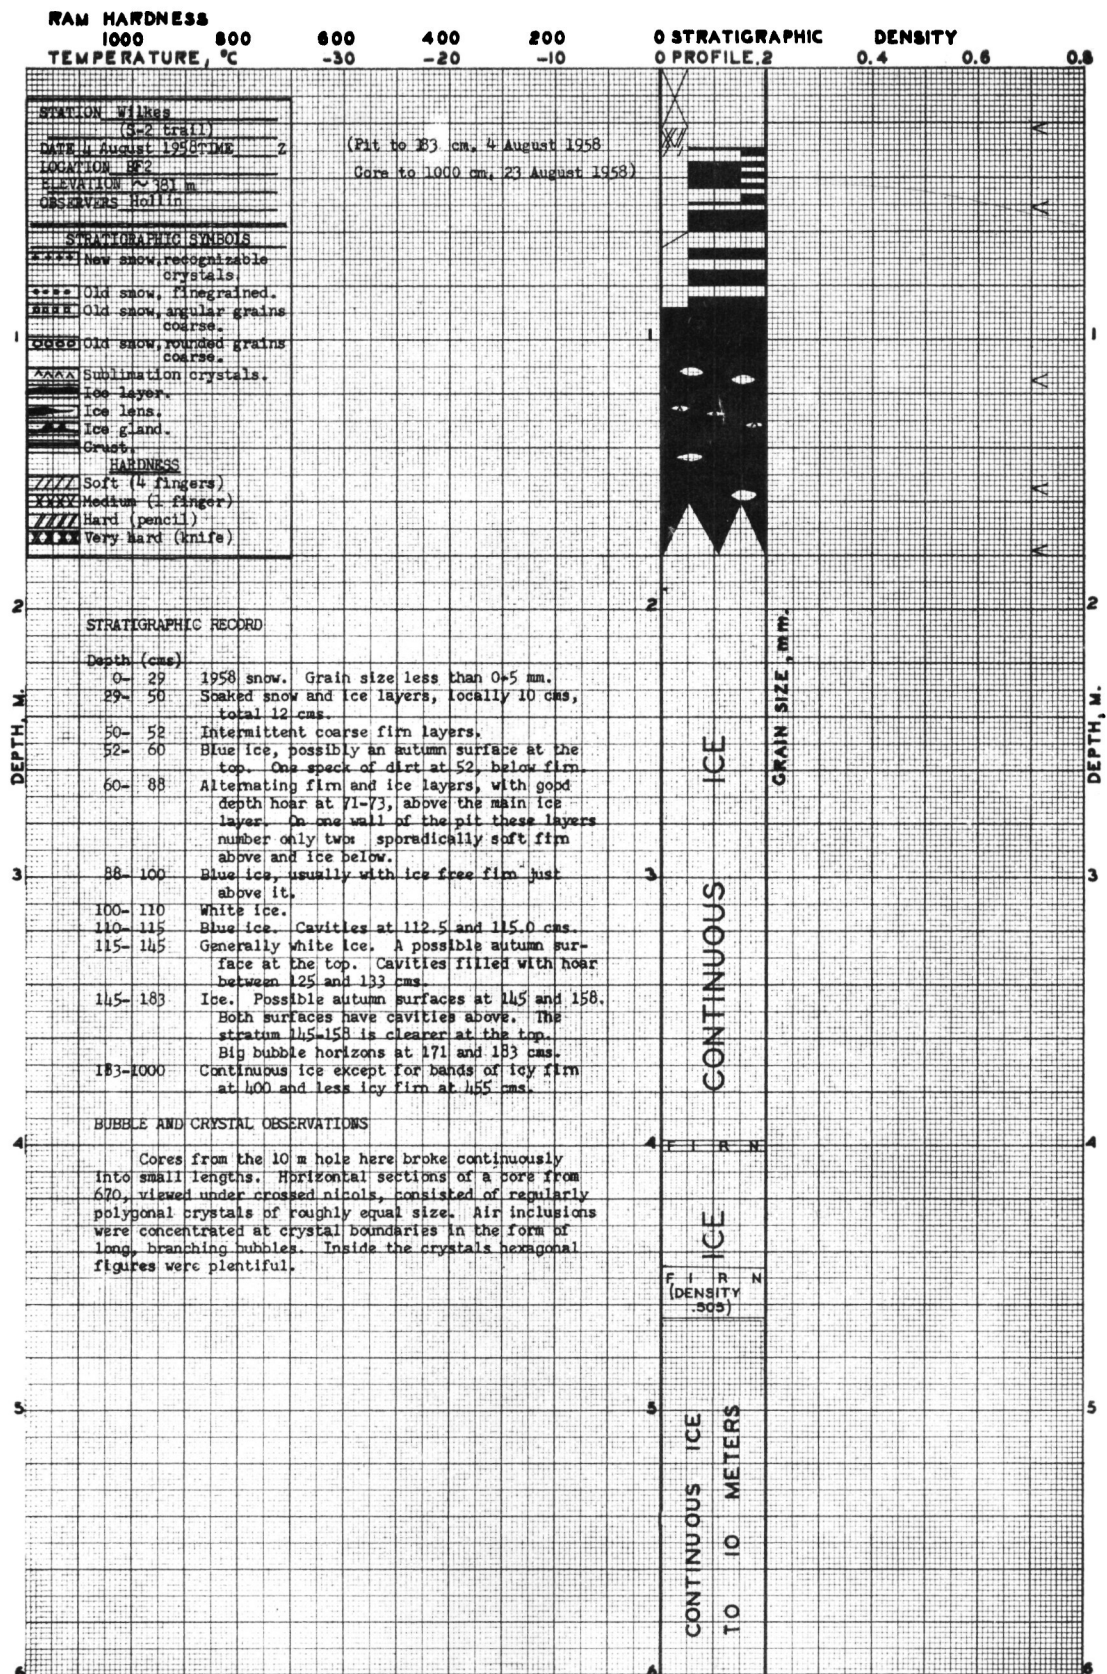 RAM HARDNESS
1000 800 600 400 200 0 STRATIGRAPHIC DENSITY
TEMPERATURE, °C -30 -20 -10 0 PROFILE, 2 0.4 0.6 0.8
STATION Wilkes
(S-2 trail)
DATE 4 August 1958 TIME Z
LOCATION BF2
ELEVATION ~ 381 m
OBSERVERS Hollin
(Pit to 183 cm, 4 August 1958
Core to 1000 cm, 23 August 1958)
STRATIGRAPHIC SYMBOLS
New snow, recognizable
crystals.
Old snow, finegrained.
Old snow, angular grains
coarse.
Old snow, rounded grains
coarse.
Sublimation crystals.
Ice layer.
Ice lens.
Ice gland.
Crust.
HARDNESS
Soft (4 fingers)
Medium (1 finger)
Hard (pencil)
Very hard (knife)
1 1 1
2 2 2
STRATIGRAPHIC RECORD
Depth (cms)
0- 29 1958 snow. Grain size less than 0.5 mm.
29- 50 Soaked snow and ice layers, locally 10 cms,
total 12 cms.
50- 52 Intermittent coarse firn layers.
52- 60 Blue ice, possibly an autumn surface at the
top. One speck of dirt at 52, below firn.
60- 88 Alternating firn and ice layers, with good
depth hoar at 71-73, above the main ice
layer. On one wall of the pit these layers
number only two: sporadically soft firn
above and ice below.
88- 100 Blue ice, usually with ice free firn just
above it.
100- 110 White ice.
110- 115 Blue ice. Cavities at 112.5 and 115.0 cms.
115- 145 Generally white ice. A possible autumn sur-
face at the top. Cavities filled with hoar
between 125 and 133 cms.
145- 183 Ice. Possible autumn surfaces at 145 and 158.
Both surfaces have cavities above. The
stratum 145-158 is clearer at the top.
Big bubble horizons at 171 and 183 cms.
183-1000 Continuous ice except for bands of icy firn
at 400 and less icy firn at 455 cms.
BUBBLE AND CRYSTAL OBSERVATIONS
Cores from the 10 m hole here broke continuously
into small lengths. Horizontal sections of a core from
670, viewed under crossed nicols, consisted of regularly
polygonal crystals of roughly equal size. Air inclusions
were concentrated at crystal boundaries in the form of
long, branching bubbles. Inside the crystals hexagonal
figures were plentiful.
DEPTH, M.
GRAIN SIZE, mm.
DEPTH, M.
3 3 3
CONTINUOUS ICE
4 4
FIRN
ICE
FIRN
(DENSITY
.505)
5 5 5
CONTINUOUS ICE
TO 10 METERS
6 6 6